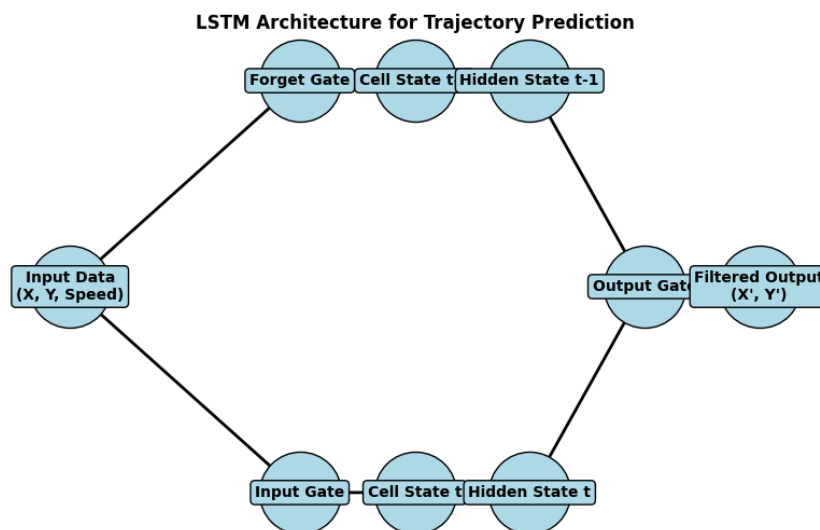 LSTM Architecture for Trajectory Prediction
Forget Gate
Cell State t
Hidden State t-1
Input Data
(X, Y, Speed)
Output Gate
Filtered Output
(X', Y')
Input Gate
Cell State t
Hidden State t